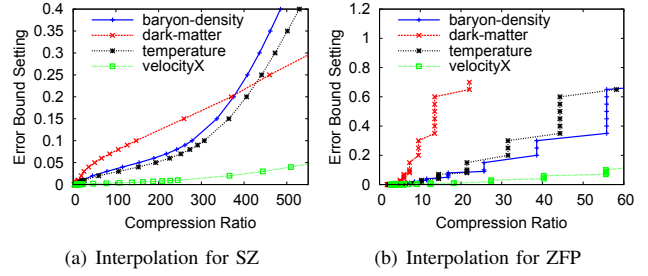 Error Bound Setting
0.4
0.35
0.3
0.25
0.2
0.15
0.1
0.05
0
baryon-density
dark-matter
temperature
velocityX
0 100 200 300 400 500
Compression Ratio
(a) Interpolation for SZ
Error Bound Setting
1.2
1
0.8
0.6
0.4
0.2
0
baryon-density
dark-matter
temperature
velocityX
0 10 20 30 40 50 60
Compression Ratio
(b) Interpolation for ZFP